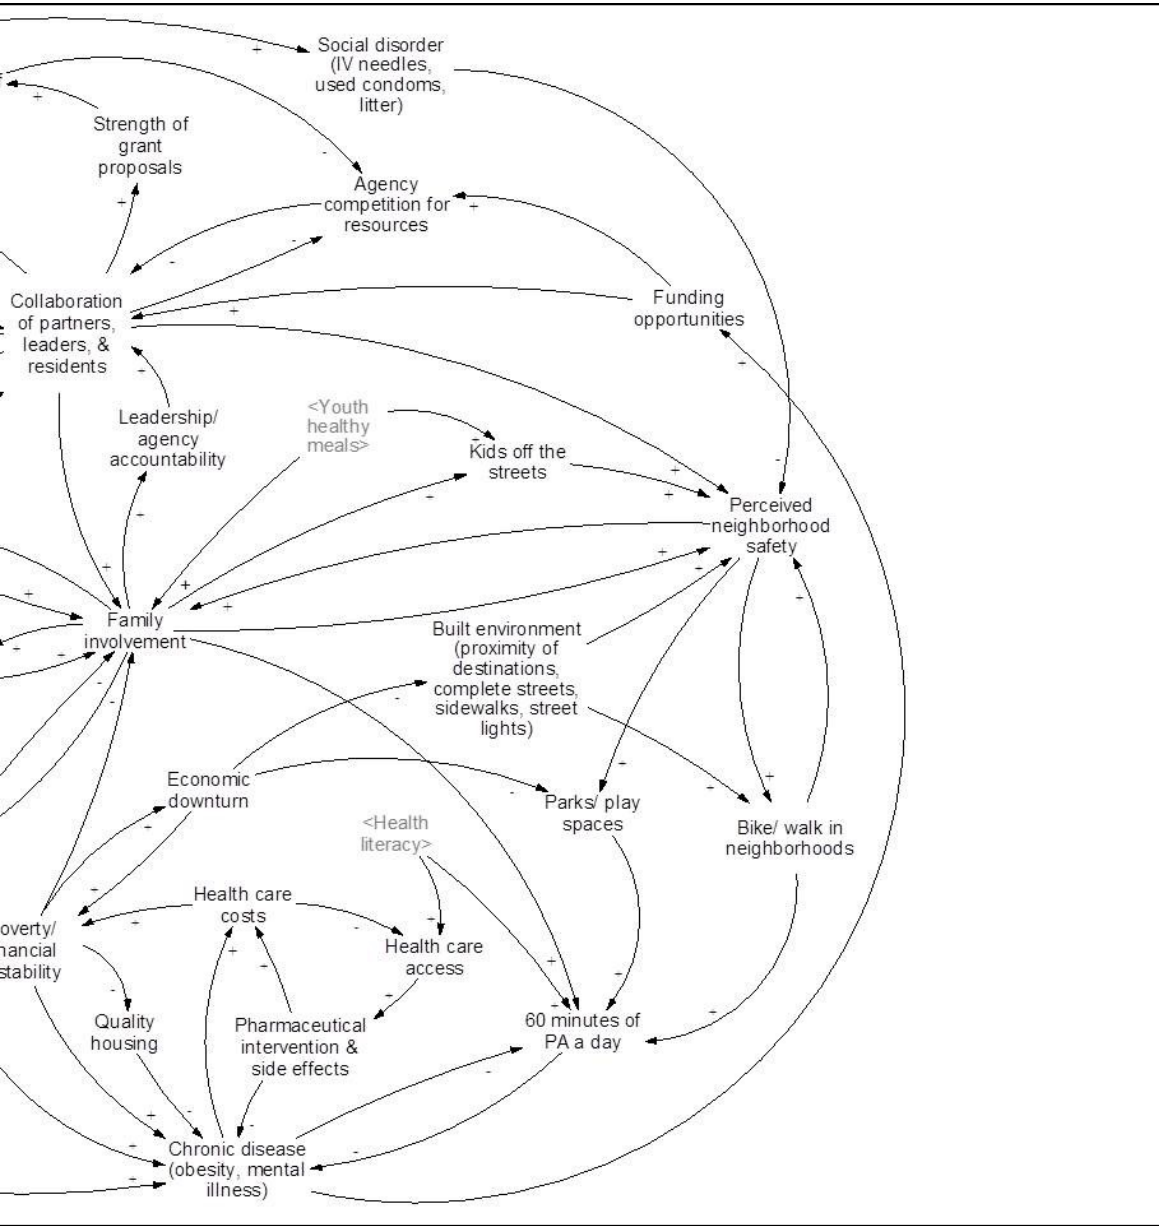 Social disorder
(IV needles,
used condoms,
litter)
Strength of
grant
proposals
Agency
competition for
resources
Collaboration
of partners,
leaders, &
residents
Funding
opportunities
Leadership/
agency
accountability
<Youth
healthy
meals>
Kids off the
streets
Perceived
neighborhood
safety
Family
involvement
Built environment
(proximity of
destinations,
complete streets,
sidewalks, street
lights)
Economic
downturn
Parks/ play
spaces
<Health
literacy>
Bike/ walk in
neighborhoods
Health care
costs
Health care
access
overty/
nancial
stability
Quality
housing
Pharmaceutical
intervention &
side effects
60 minutes of
PA a day
Chronic disease
(obesity, mental
illness)